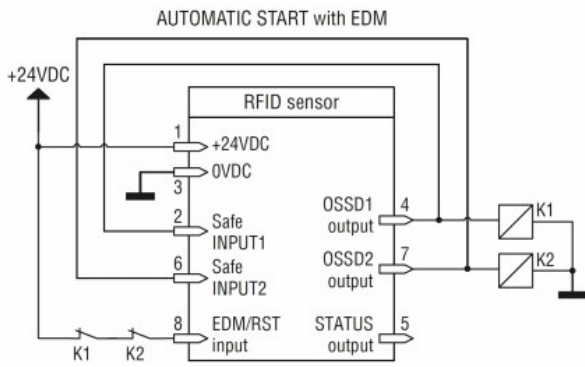 AUTOMATIC START with EDM
+24VDC
RFID sensor
1
+24VDC
0VDC
3
2
Safe
INPUT1
6
Safe
INPUT2
8
EDM/RST
input
OSSD1
output
4
OSSD2
output
7
STATUS
output
5
K1
K2
K1
K2